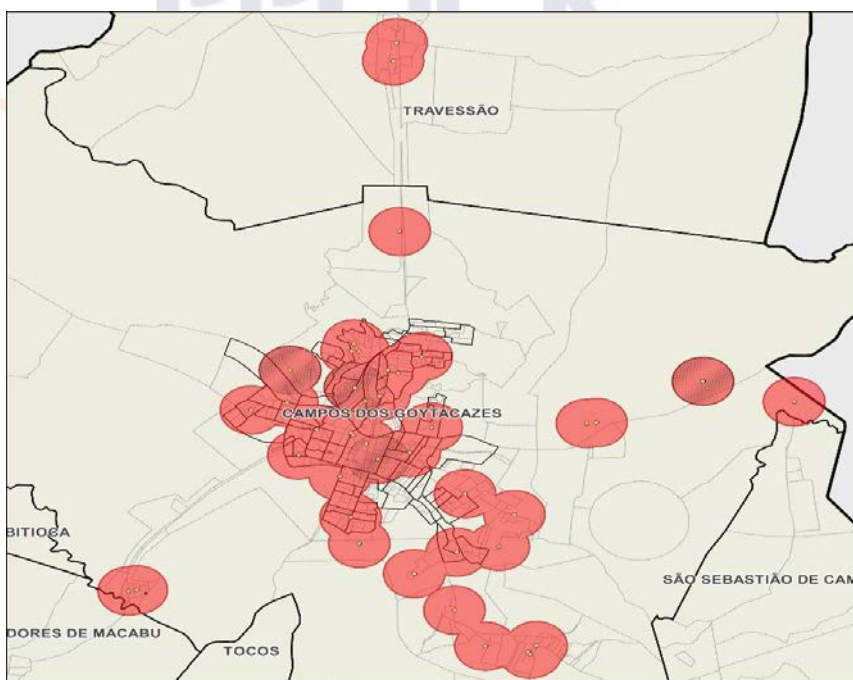 TRAVESSÃO
CAMPOS DOS GOYTACAZES
BITIOCA
SÃO SEBASTIÃO DE CAM
DORES DE MACABU
TOCOS